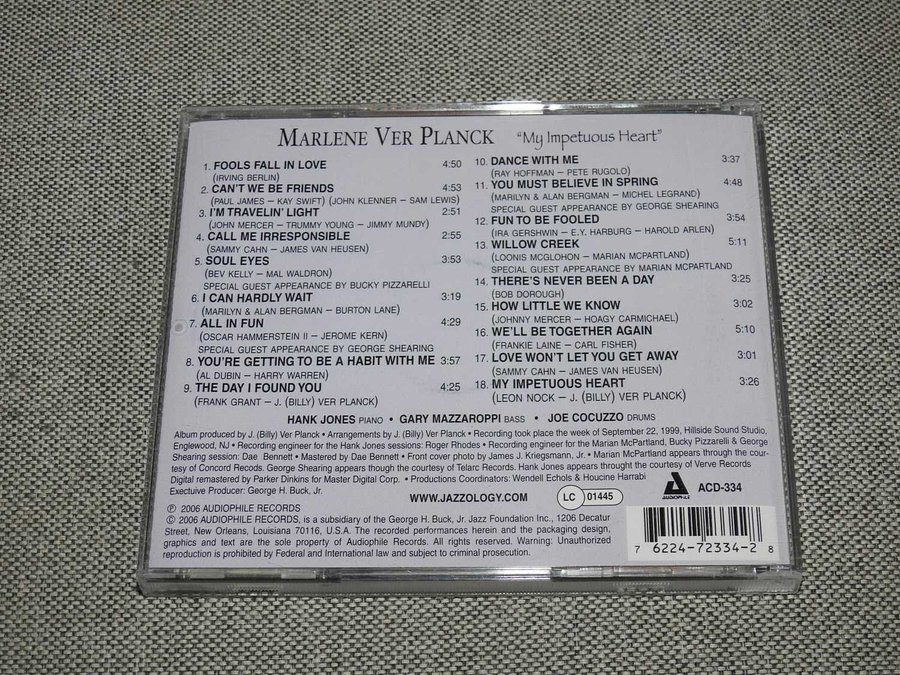 MARLENE VER PLANCK "My Impetuous Heart"
1. FOOLS FALL IN LOVE 4:50
(IRVING BERLIN)
2. CAN'T WE BE FRIENDS 4:53
(PAUL JAMES – KAY SWIFT) (JOHN KLENNER – SAM LEWIS)
3. I'M TRAVELIN' LIGHT 2:51
(JOHN MERCER – TRUMMY YOUNG – JIMMY MUNDY)
4. CALL ME IRRESPONSIBLE 2:55
(SAMMY CAHN – JAMES VAN HEUSEN)
5. SOUL EYES 3:53
(BEV KELLY – MAL WALDRON)
SPECIAL GUEST APPEARANCE BY BUCKY PIZZARELLI
6. I CAN HARDLY WAIT 3:19
(MARILYN & ALAN BERGMAN – BURTON LANE)
7. ALL IN FUN 4:29
(OSCAR HAMMERSTEIN II – JEROME KERN)
SPECIAL GUEST APPEARANCE BY GEORGE SHEARING
8. YOU'RE GETTING TO BE A HABIT WITH ME 3:57
(AL DUBIN – HARRY WARREN)
9. THE DAY I FOUND YOU 4:25
(FRANK GRANT – J. (BILLY) VER PLANCK)
10. DANCE WITH ME 3:37
(RAY HOFFMAN – PETE RUGOLO)
11. YOU MUST BELIEVE IN SPRING 4:48
(MARILYN & ALAN BERGMAN – MICHEL LEGRAND)
SPECIAL GUEST APPEARANCE BY GEORGE SHEARING
12. FUN TO BE FOOLED 3:54
(IRA GERSHWIN – E.Y. HARBURG – HAROLD ARLEN)
13. WILLOW CREEK 5:11
(LOONIS MCGLOHON – MARIAN MCPARTLAND)
SPECIAL GUEST APPEARANCE BY MARIAN MCPARTLAND
14. THERE'S NEVER BEEN A DAY 3:25
(BOB DOROUGH)
15. HOW LITTLE WE KNOW 3:02
(JOHNNY MERCER – HOAGY CARMICHAEL)
16. WE'LL BE TOGETHER AGAIN 5:10
(FRANKIE LAINE – CARL FISHER)
17. LOVE WON'T LET YOU GET AWAY 3:01
(SAMMY CAHN – JAMES VAN HEUSEN)
18. MY IMPETUOUS HEART 3:26
(LEON NOCK – J. (BILLY) VER PLANCK)
HANK JONES PIANO • GARY MAZZAROPPI BASS • JOE COCUZZO DRUMS
Album produced by J. (Billy) Ver Planck • Arrangements by J. (Billy) Ver Planck • Recording took place the week of September 22, 1999, Hillside Sound Studio,
Englewood, NJ • Recording engineer for the Hank Jones sessions: Roger Rhodes • Recording engineer for the Marian McPartland, Bucky Pizzarelli & George
Shearing session: Dae Bennett • Mastered by Dae Bennett • Front cover photo by James J. Kriegsmann, Jr. • Marian McPartland appears through the cour-
tesy of Concord Recods. George Shearing appears though the courtesy of Telarc Records. Hank Jones appears throught the courtesy of Verve Records
Digital remastered by Parker Dinkins for Master Digital Corp. • Productions Coordinators: Wendell Echols & Houcine Harrabi
Exectuive Producer: George H. Buck, Jr.
WWW.JAZZOLOGY.COM
LC 01445
AUDIOPHILE
ACD-334
℗ 2006 AUDIOPHILE RECORDS
© 2006 AUDIOPHILE RECORDS, is a subsidiary of the George H. Buck, Jr. Jazz Foundation Inc., 1206 Decatur
Street, New Orleans, Louisiana 70116, U.S.A. The recorded performances herein and the packaging design,
graphics and text are the sole property of Audiophile Records. All rights reserved. Warning: Unauthorized
reproduction is prohibited by Federal and International law and subject to criminal prosecution.
7 62247-2334-2 8